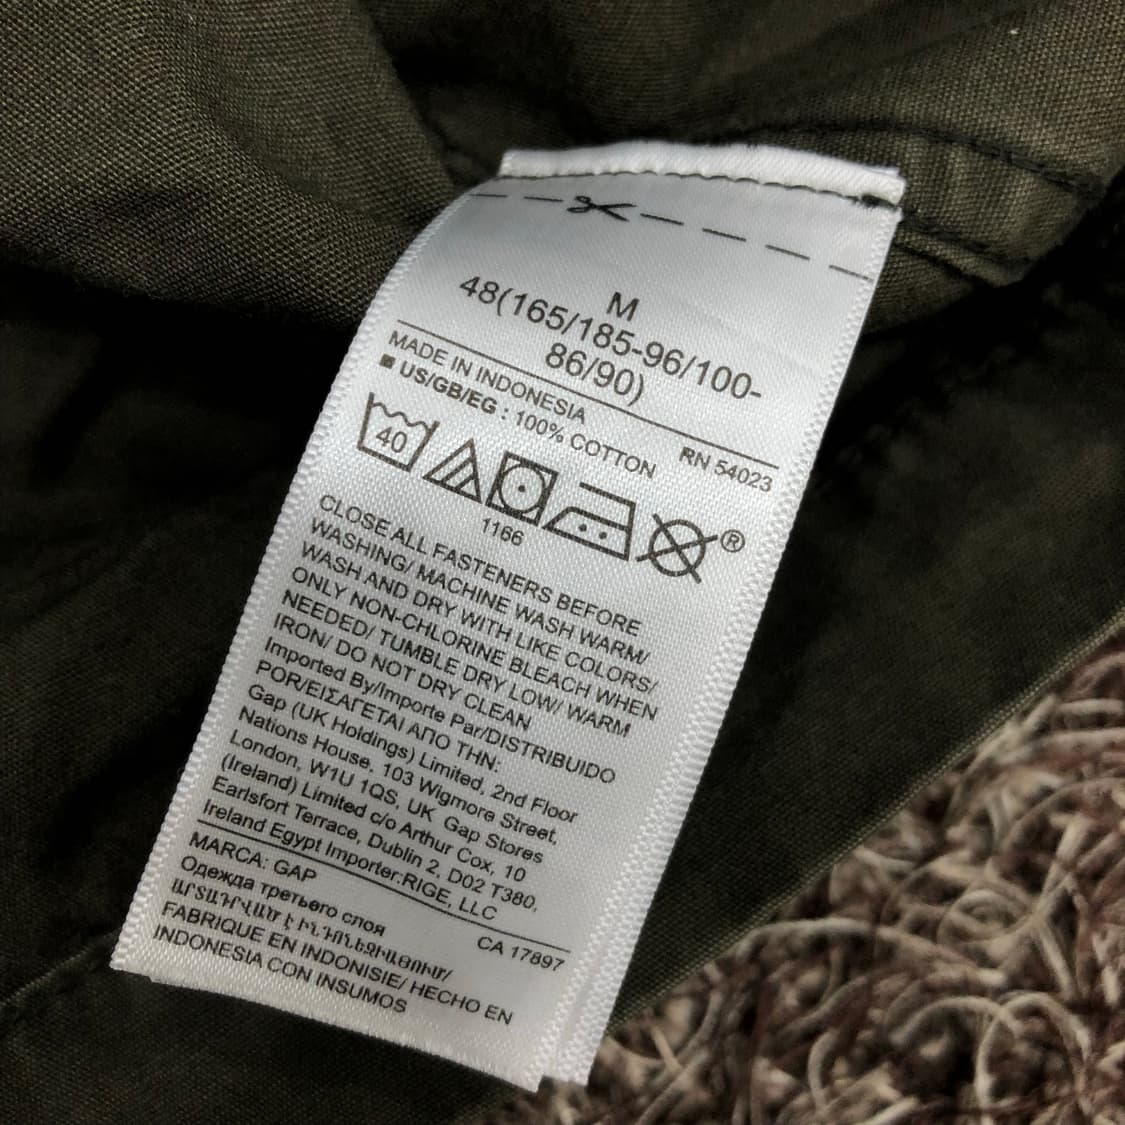 M
48(165/185-96/100-
86/90)
MADE IN INDONESIA
RN 54023
■ US/GB/EG : 100% COTTON
40
®
1166
CLOSE ALL FASTENERS BEFORE
WASHING/ MACHINE WASH WARM/
WASH AND DRY WITH LIKE COLORS/
ONLY NON-CHLORINE BLEACH WHEN
NEEDED/ TUMBLE DRY LOW/ WARM
IRON/ DO NOT DRY CLEAN
Imported By/Importe Par/DISTRIBUIDO
POR/ΕΙΣΑΓΕΤΑΙ ΑΠΟ ΤΗΝ:
Gap (UK Holdings) Limited, 2nd Floor
Nations House, 103 Wigmore Street,
London, W1U 1QS, UK Gap Stores
(Ireland) Limited c/o Arthur Cox, 10
Earlsfort Terrace, Dublin 2, D02 T380,
Ireland Egypt Importer:RIGE, LLC
MARCA: GAP
CA 17897
Одежда третьего слоя
ԱՐՏԱԴՐՎԱԾ Է ԻՆԴՈՆԵԶԻԱՅՈՒՄ/
FABRIQUE EN INDONISIE/ HECHO EN
INDONESIA CON INSUMOS